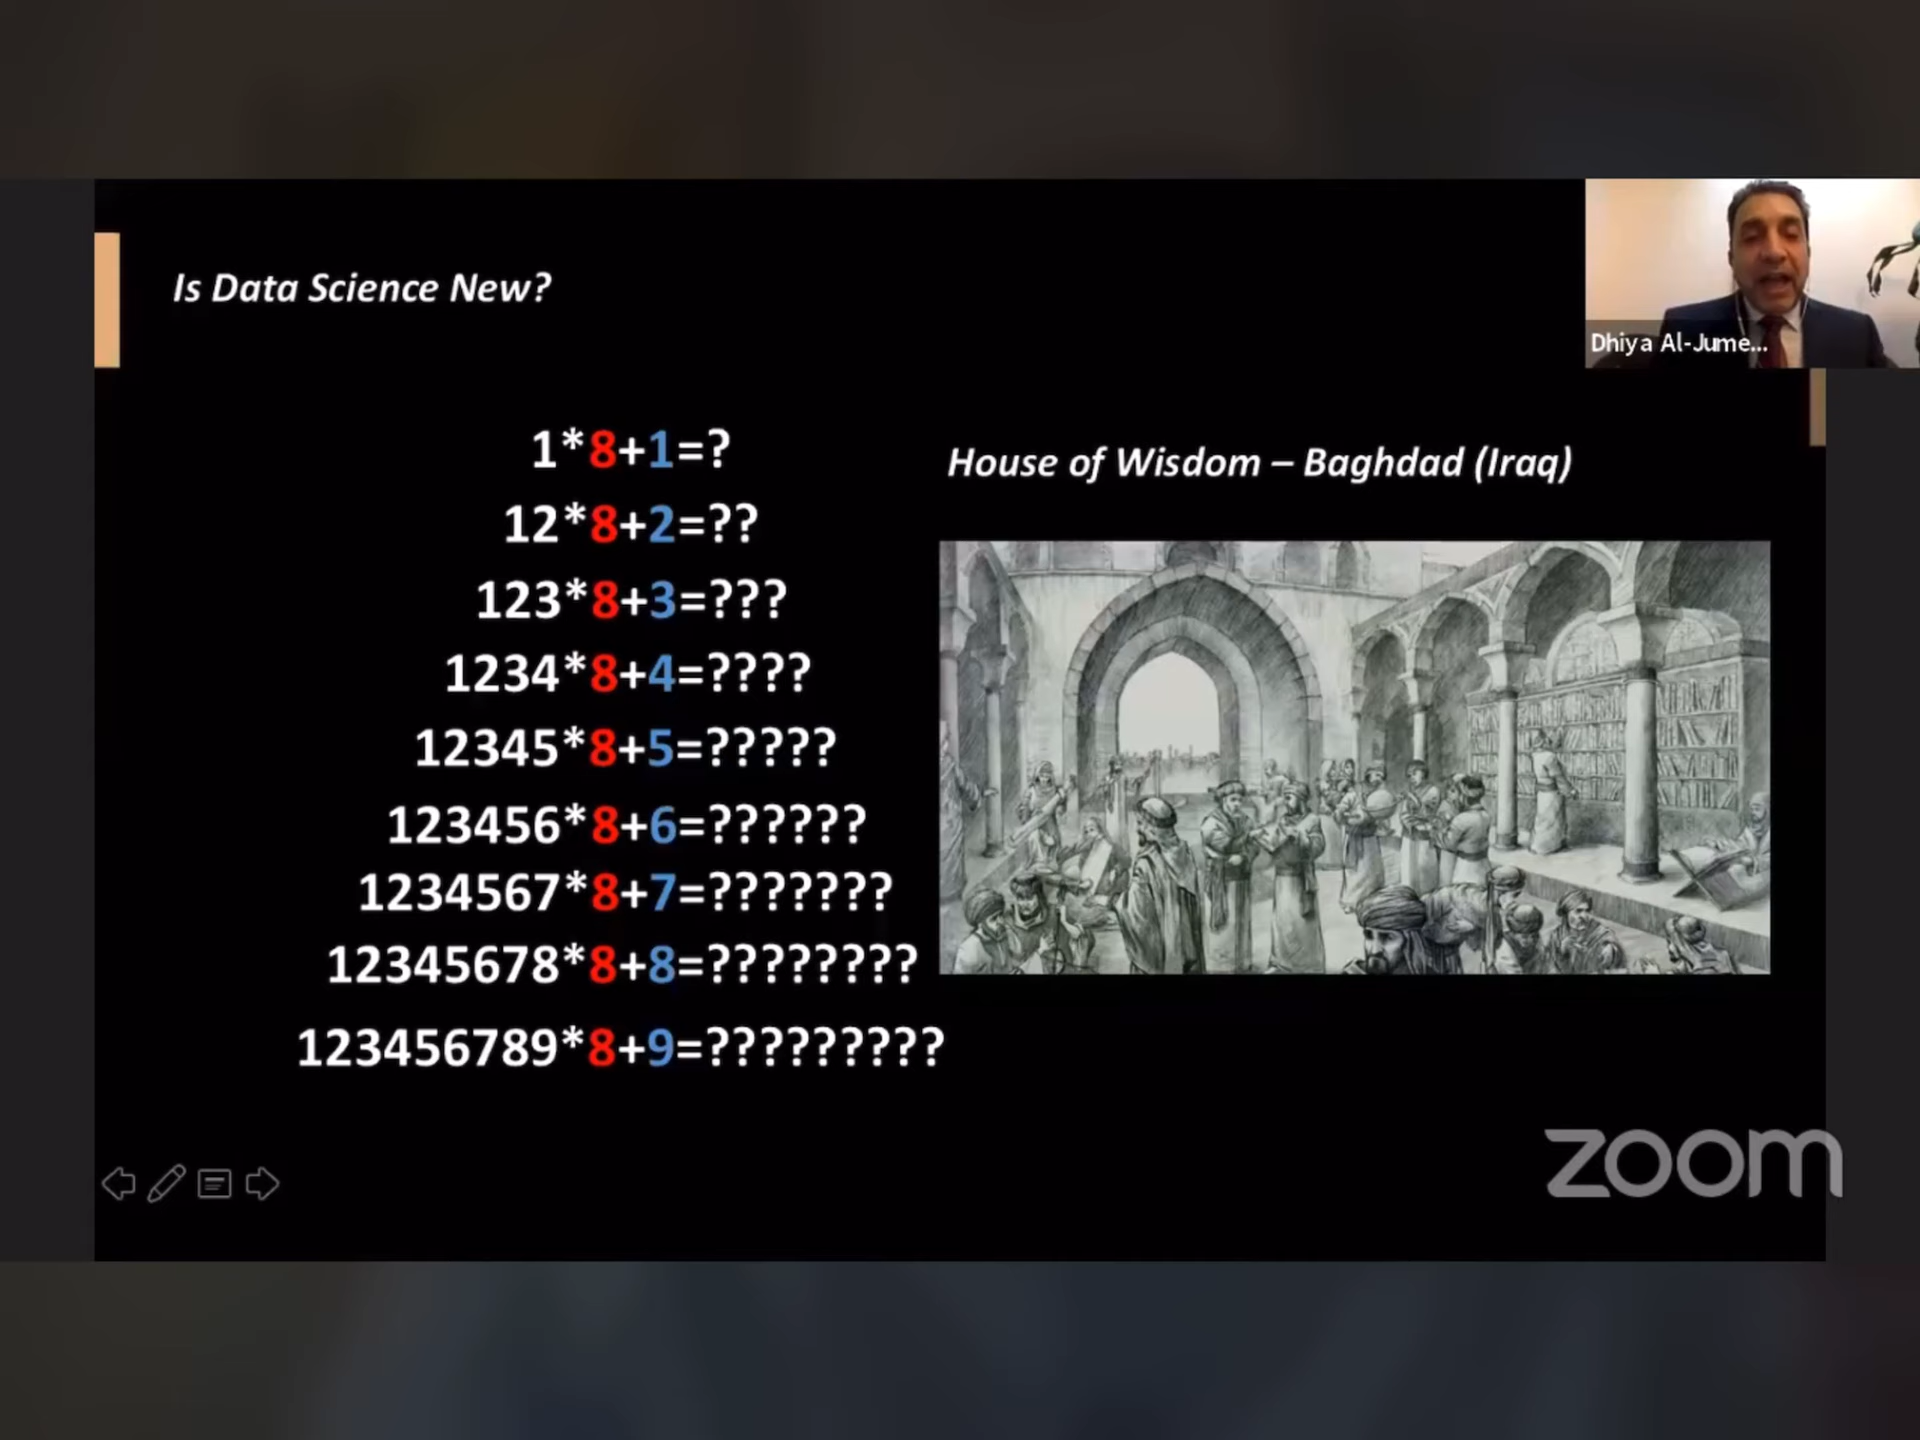 Is Data Science New?
Dhiya Al-Jume...
1*8+1=?
12*8+2=??
123*8+3=???
1234*8+4=????
12345*8+5=?????
123456*8+6=??????
1234567*8+7=???????
12345678*8+8=????????
123456789*8+9=?????????
House of Wisdom – Baghdad (Iraq)
zoom